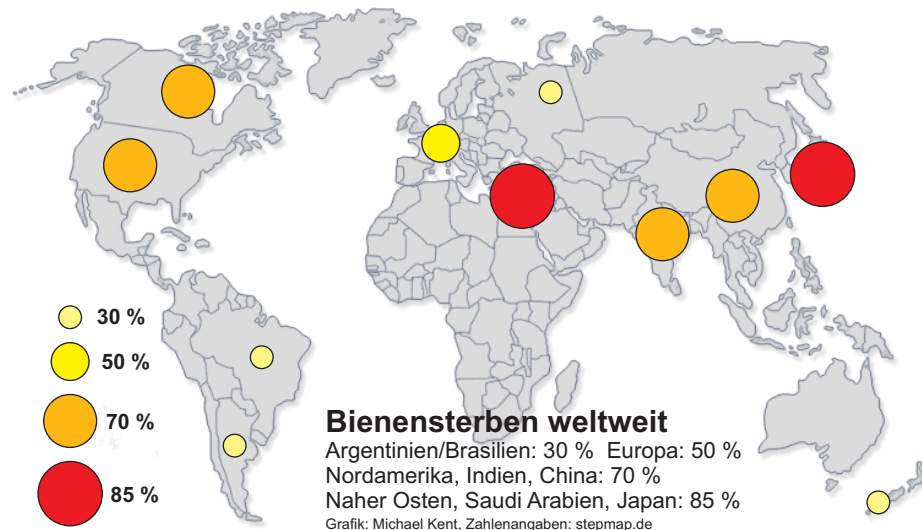 30 %
50 %
70 %
85 %
Bienensterben weltweit
Argentinien/Brasilien: 30 % Europa: 50 %
Nordamerika, Indien, China: 70 %
Naher Osten, Saudi Arabien, Japan: 85 %
Grafik: Michael Kent, Zahlenangaben: stepmap.de